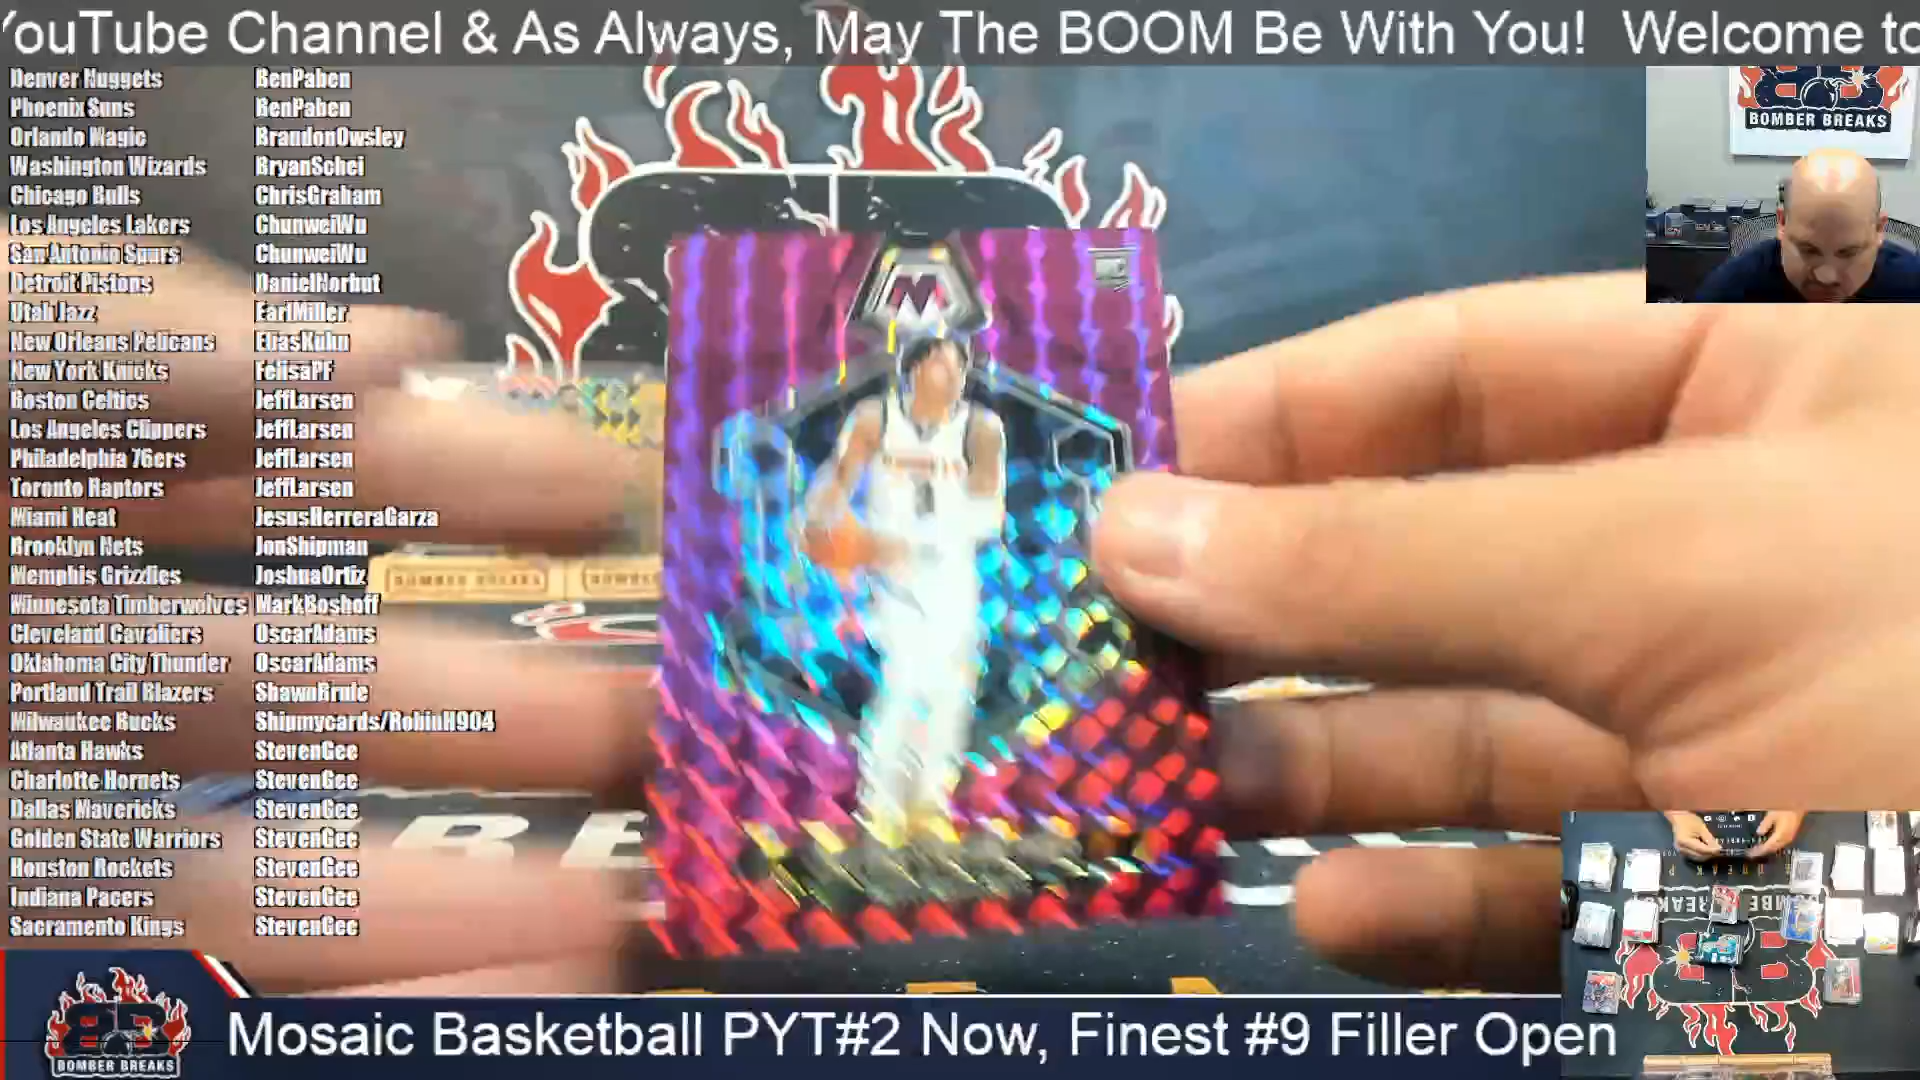 YouTube Channel & As Always, May The BOOM Be With You! Welcome to
Denver Nuggets BenPaben
Phoenix Suns BenPaben
Orlando Magic BrandonOwsley
Washington Wizards BryanSchei
Chicago Bulls ChrisGraham
Los Angeles Lakers ChunweiWu
San Antonio Spurs ChunweiWu
Detroit Pistons DanielNorbut
Utah Jazz EarlMiller
New Orleans Pelicans EliasKuhn
New York Knicks FelisaPF
Boston Celtics JeffLarsen
Los Angeles Clippers JeffLarsen
Philadelphia 76ers JeffLarsen
Toronto Raptors JeffLarsen
Miami Heat JesusHerreraGarza
Brooklyn Nets JonShipman
Memphis Grizzlies JoshuaOrtiz
Minnesota Timberwolves MarkBoshoff
Cleveland Cavaliers OscarAdams
Oklahoma City Thunder OscarAdams
Portland Trail Blazers ShawnBrule
Milwaukee Bucks Shipmycards/RobinH904
Atlanta Hawks StevenGee
Charlotte Hornets StevenGee
Dallas Mavericks StevenGee
Golden State Warriors StevenGee
Houston Rockets StevenGee
Indiana Pacers StevenGee
Sacramento Kings StevenGee
BOMBER BREAKS
BOMBER BREAKS
M
BOMBER BREAKS
Mosaic Basketball PYT#2 Now, Finest #9 Filler Open